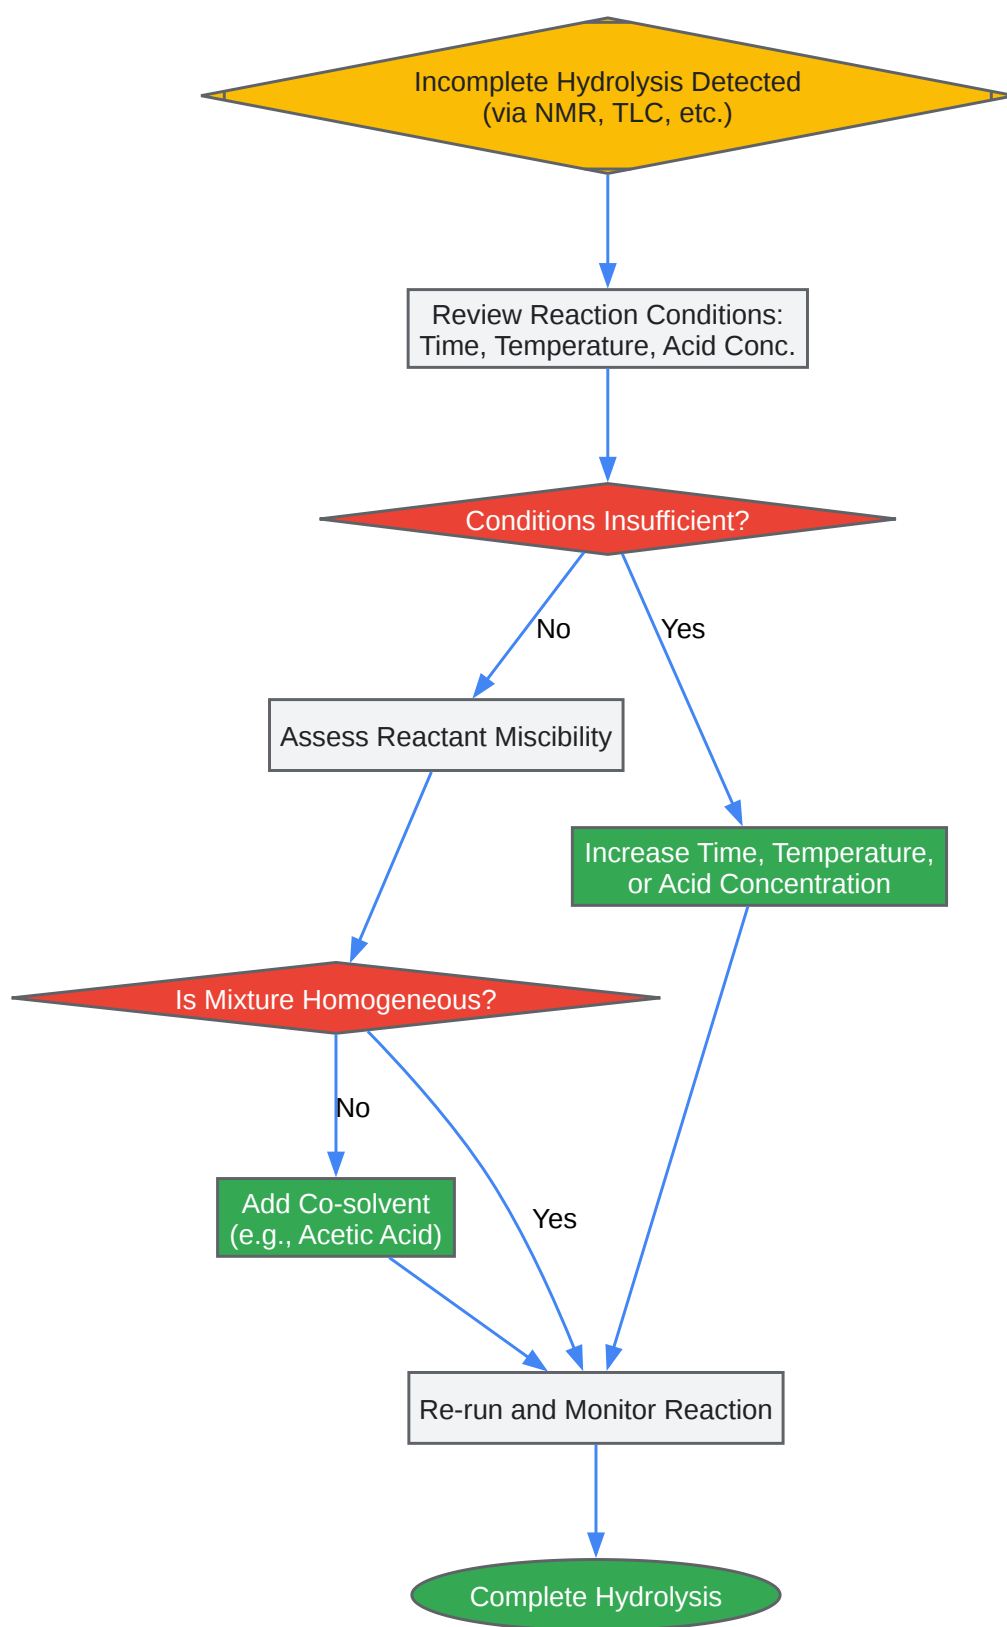 Incomplete Hydrolysis Detected
(via NMR, TLC, etc.)
Review Reaction Conditions:
Time, Temperature, Acid Conc.
Conditions Insufficient?
No
Yes
Assess Reactant Miscibility
Increase Time, Temperature,
or Acid Concentration
Is Mixture Homogeneous?
No
Add Co-solvent
(e.g., Acetic Acid)
Yes
Re-run and Monitor Reaction
Complete Hydrolysis